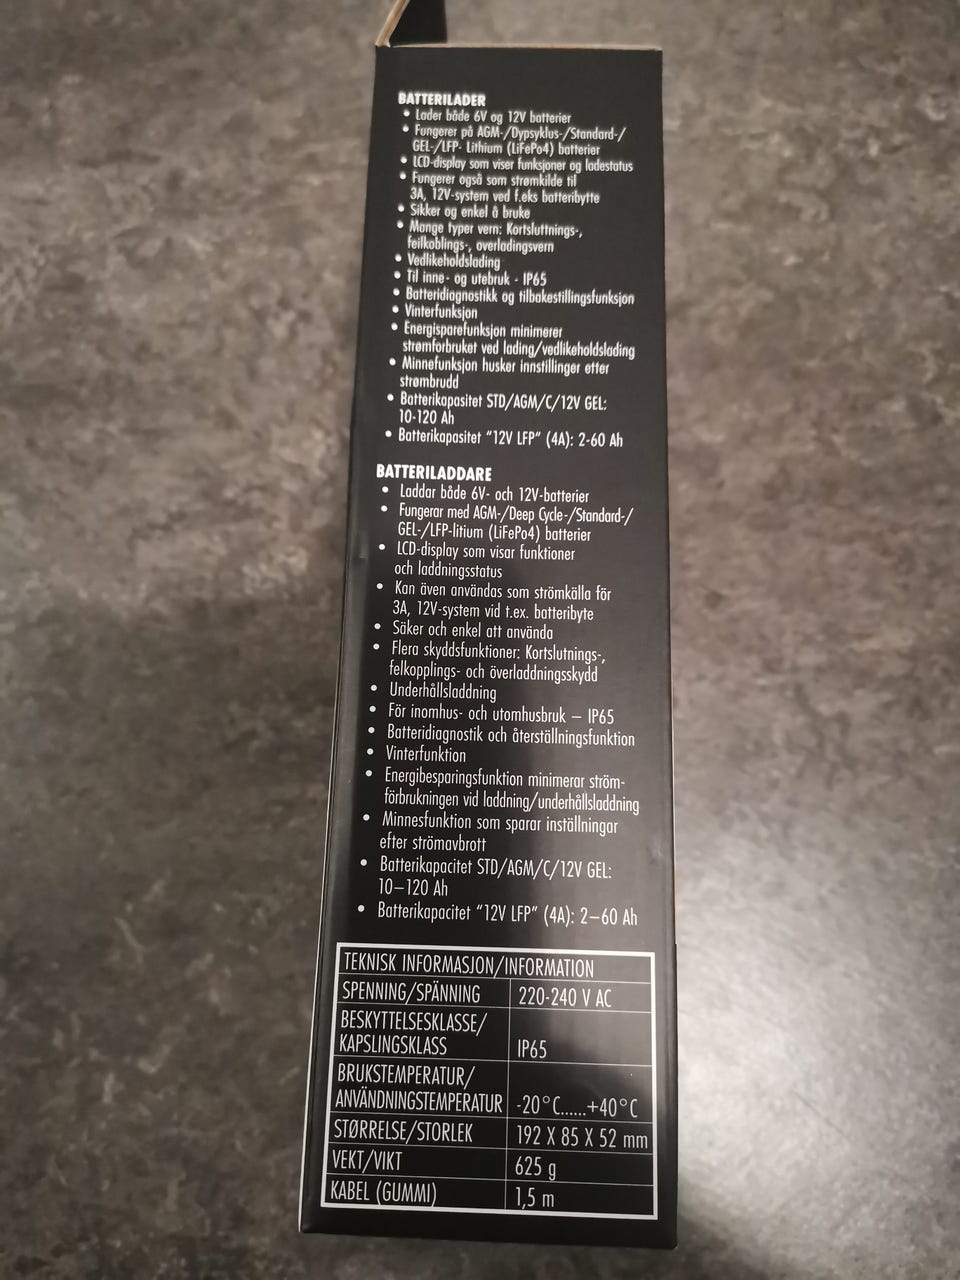 BATTERILADER
• Lader både 6V og 12V batterier
• Fungerer på AGM-/Dypsyklus-/Standard-/
GEL-/LFP- Lithium (LiFePo4) batterier
• LCD-display som viser funksjoner og ladestatus
• Fungerer også som strømkilde til
3A, 12V-system ved f.eks batteribytte
• Sikker og enkel å bruke
• Mange typer vern: Kortsluttnings-,
feilkoblings-, overladingsvern
• Vedlikeholdslading
• Til inne- og utebruk - IP65
• Batteridiagnostikk og tilbakestillingsfunksjon
• Vinterfunksjon
• Energisparefunksjon minimerer
strømforbruket ved lading/vedlikeholdslading
• Minnefunksjon husker innstillinger etter
strømbrudd
• Batterikapasitet STD/AGM/C/12V GEL:
10-120 Ah
• Batterikapasitet "12V LFP" (4A): 2-60 Ah
BATTERILADDARE
• Laddar både 6V- och 12V-batterier
• Fungerar med AGM-/Deep Cycle-/Standard-/
GEL-/LFP-litium (LiFePo4) batterier
• LCD-display som visar funktioner
och laddningsstatus
• Kan även användas som strömkälla för
3A, 12V-system vid t.ex. batteribyte
• Säker och enkel att använda
• Flera skyddsfunktioner: Kortslutnings-,
felkopplings- och överladdningsskydd
• Underhållsladdning
• För inomhus- och utomhusbruk – IP65
• Batteridiagnostik och återställningsfunktion
• Vinterfunktion
• Energibesparingsfunktion minimerar ström-
förbrukningen vid laddning/underhållsladdning
• Minnesfunktion som sparar inställningar
efter strömavbrott
• Batterikapacitet STD/AGM/C/12V GEL:
10–120 Ah
• Batterikapacitet "12V LFP" (4A): 2–60 Ah
TEKNISK INFORMASJON/INFORMATION
SPENNING/SPÄNNING 220-240 V AC
BESKYTTELSESKLASSE/
KAPSLINGSKLASS IP65
BRUKSTEMPERATUR/
ANVÄNDNINGSTEMPERATUR -20°C......+40°C
STØRRELSE/STORLEK 192 X 85 X 52 mm
VEKT/VIKT 625 g
KABEL (GUMMI) 1,5 m